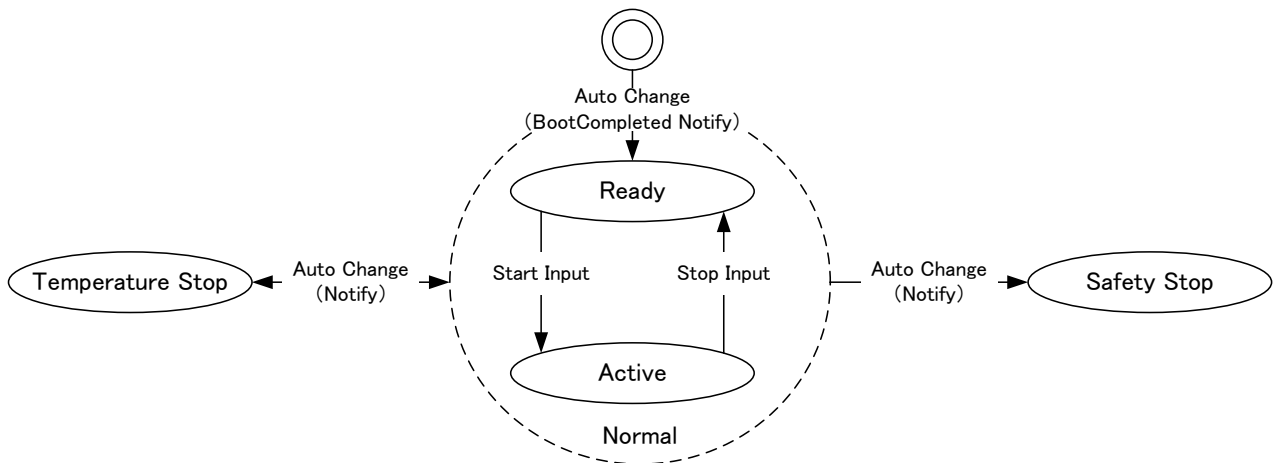 Auto Change
（BootCompleted Notify）
Ready
Temperature Stop
Auto Change
（Notify）
Start Input
Stop Input
Auto Change
（Notify）
Safety Stop
Active
Normal